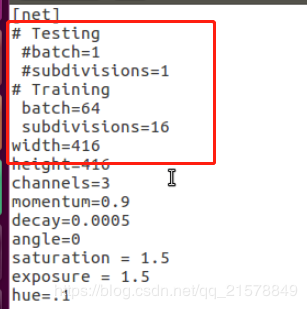 [net]
# Testing
#batch=1
#subdivisions=1
# Training
batch=64
subdivisions=16
width=416
height=416
channels=3
momentum=0.9
decay=0.0005
angle=0
saturation = 1.5
exposure = 1.5
hue=.1
https://blog.csdn.net/qq_21578849